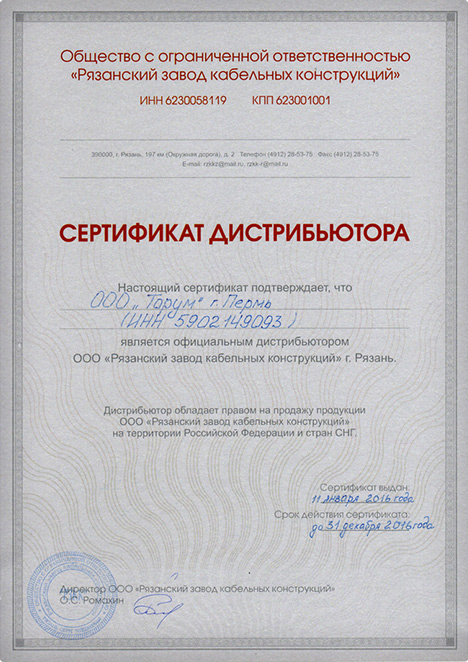 Общество с ограниченной ответственностью
«Рязанский завод кабельных конструкций»
ИНН 6230058119 КПП 623001001
390000, г. Рязань, 197 км (Окружная дорога), д. 2 Телефон (4912) 28-53-75 Факс (4912) 28-53-75
E-mail: rzkkz@mail.ru, rzkk-r@mail.ru
СЕРТИФИКАТ ДИСТРИБЬЮТОРА
Настоящий сертификат подтверждает, что
ООО „Торум" г. Пермь
(ИНН 5902149093)
является официальным дистрибьютором
ООО «Рязанский завод кабельных конструкций» г. Рязань.
Дистрибьютор обладает правом на продажу продукции
ООО «Рязанский завод кабельных конструкций»
на территории Российской Федерации и стран СНГ.
Сертификат выдан:
11 января 2016 года
Срок действия сертификата:
до 31 декабря 2016 года
Директор ООО «Рязанский завод кабельных конструкций»
О.С. Ромахин